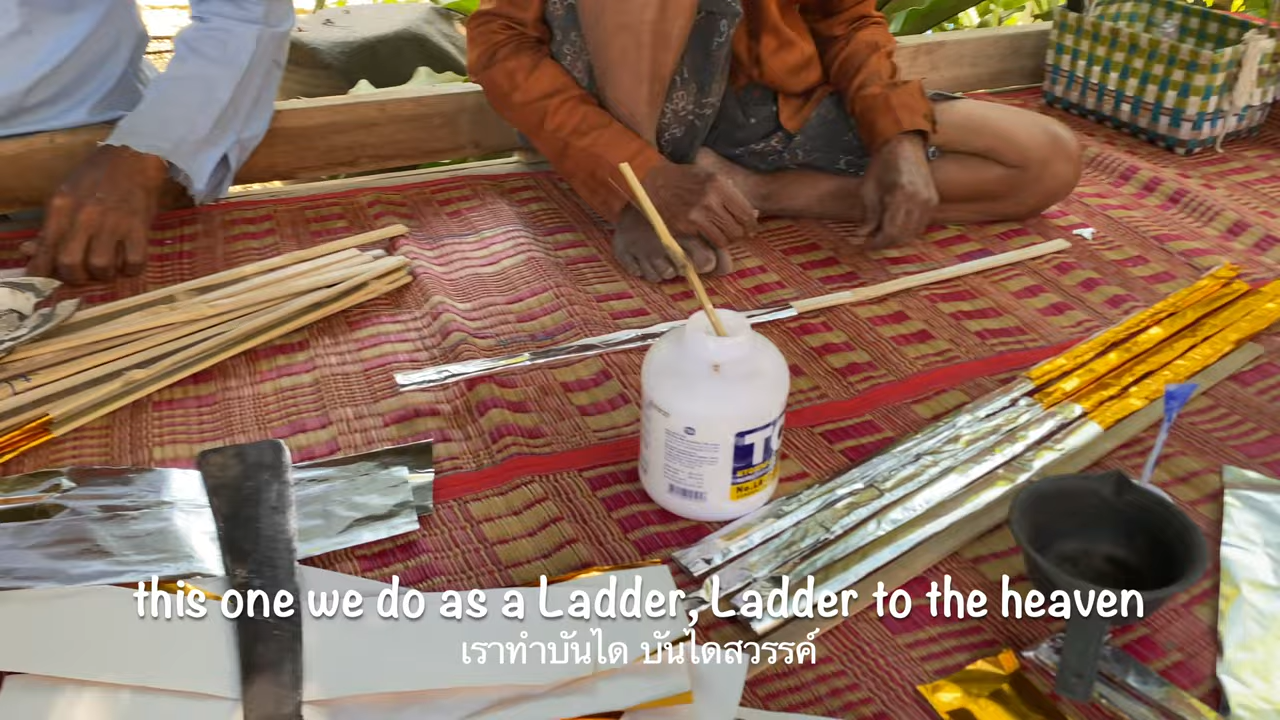 TO
this one we do as a Ladder, Ladder to the heaven
เราทำบันได บันไดสวรรค์